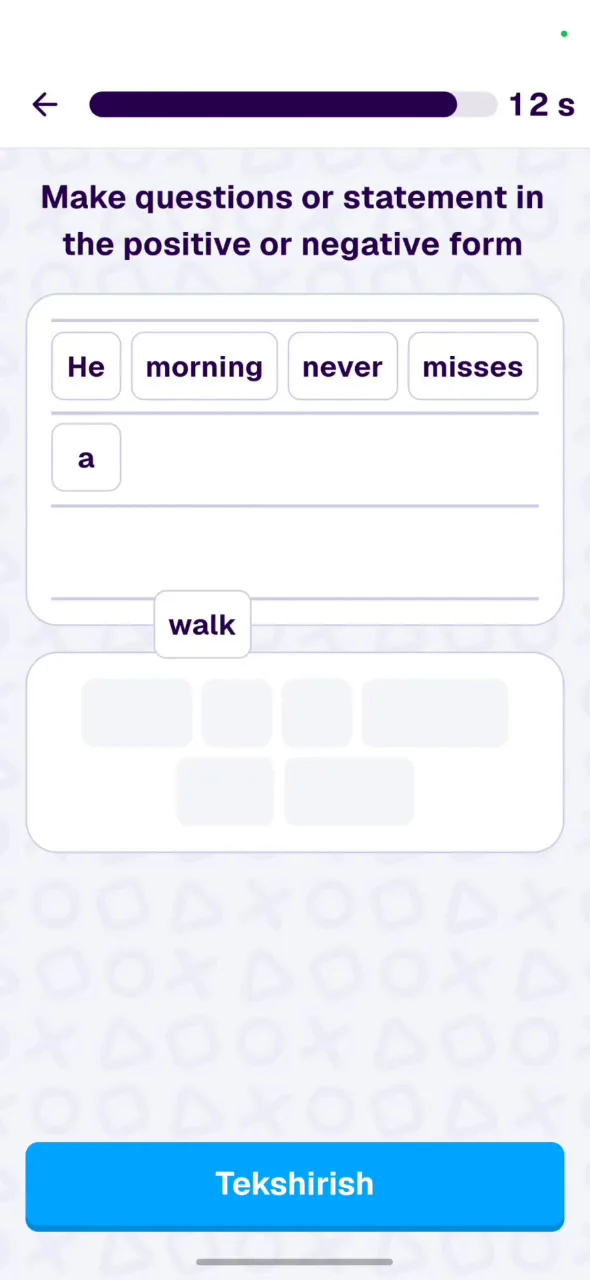 12 s
Make questions or statement in
the positive or negative form
He morning never misses
a
walk
Tekshirish